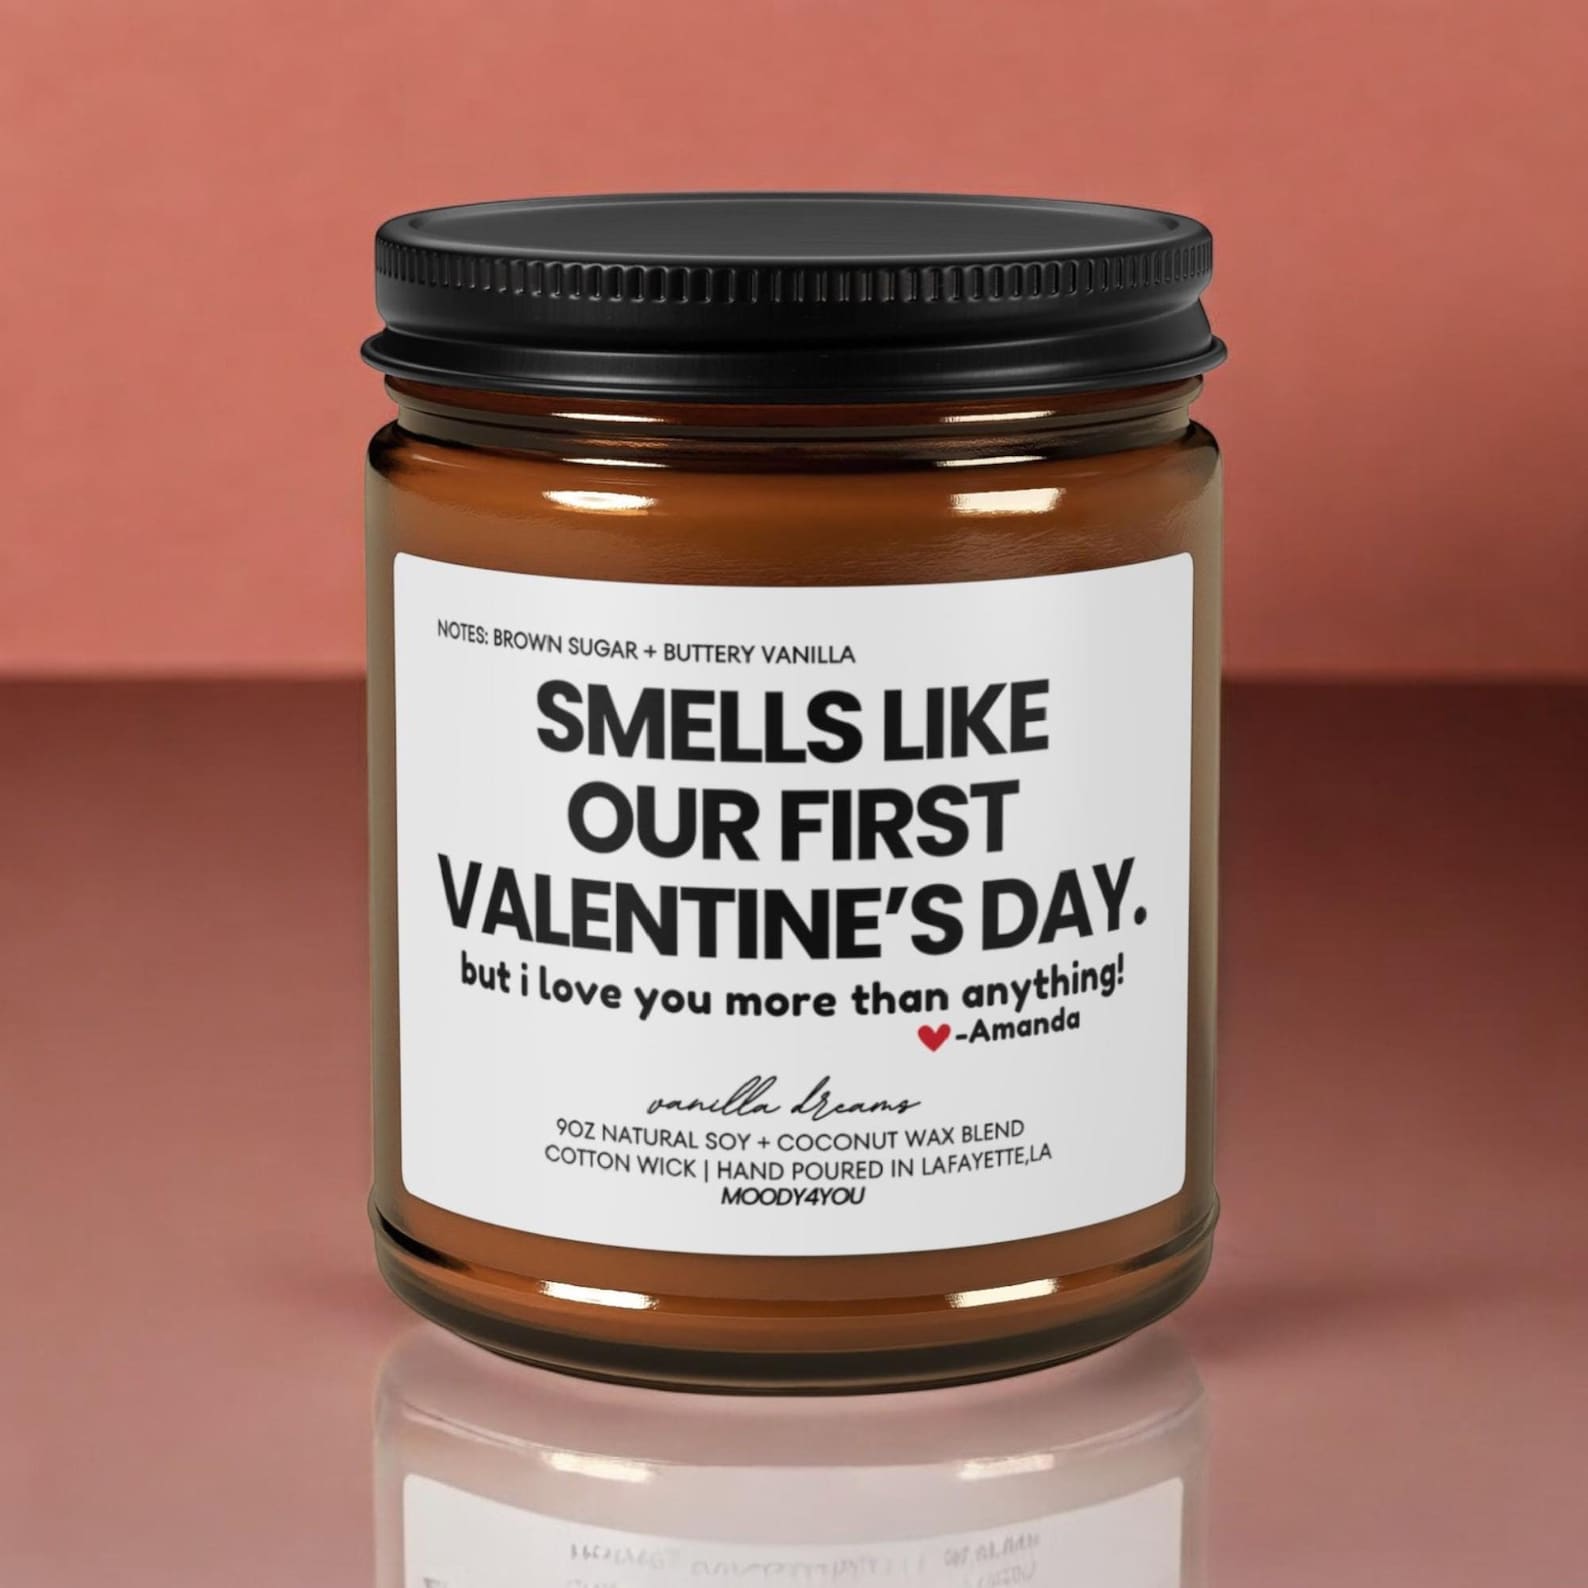 NOTES: BROWN SUGAR + BUTTERY VANILLA
SMELLS LIKE
OUR FIRST
VALENTINE'S DAY.
but i love you more than anything!
-Amanda
vanilla dreams
9OZ NATURAL SOY + COCONUT WAX BLEND
COTTON WICK | HAND POURED IN LAFAYETTE,LA
MOODY4YOU